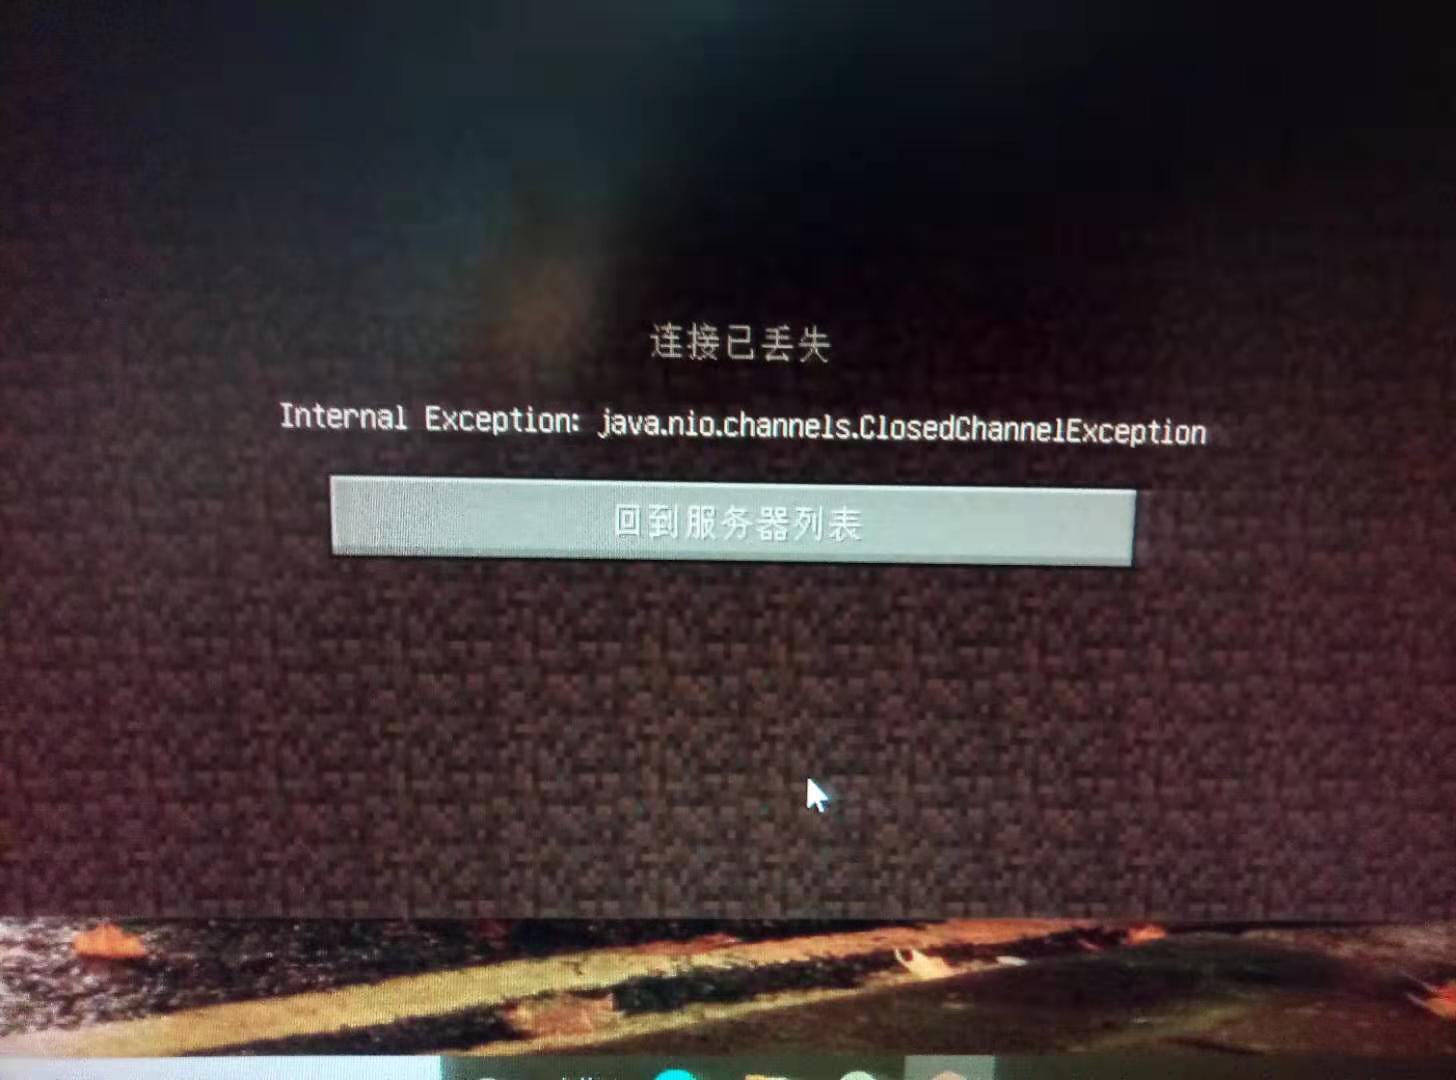 连接已丢失
Internal Exception: java.nio.channels.ClosedChannelException
回到服务器列表